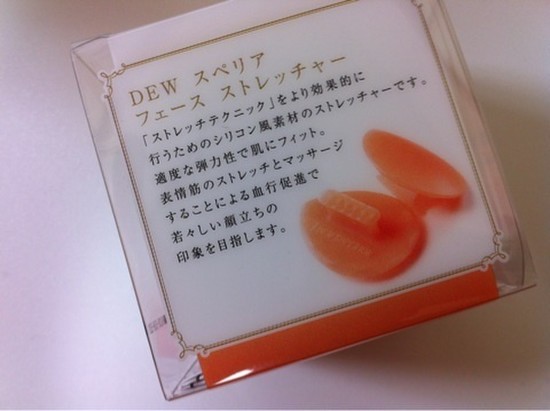 DEW スペリア
フェース ストレッチャー
「ストレッチテクニック」をより効果的に
行うためのシリコン風素材のストレッチャーです。
適度な弾力性で肌にフィット。
表情筋のストレッチとマッサージ
することによる血行促進で
若々しい顔立ちの
印象を目指します。